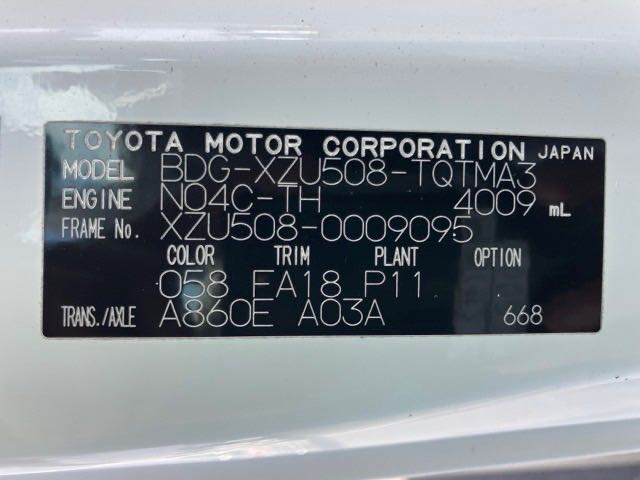 TOYOTA MOTOR CORPORATION JAPAN
MODEL BDG-XZU508-TQTMA3
ENGINE N04C-TH 4009 mL
FRAME No. XZU508-0009095
COLOR TRIM PLANT OPTION
058 EA18 P11
TRANS./AXLE A860E A03A 668